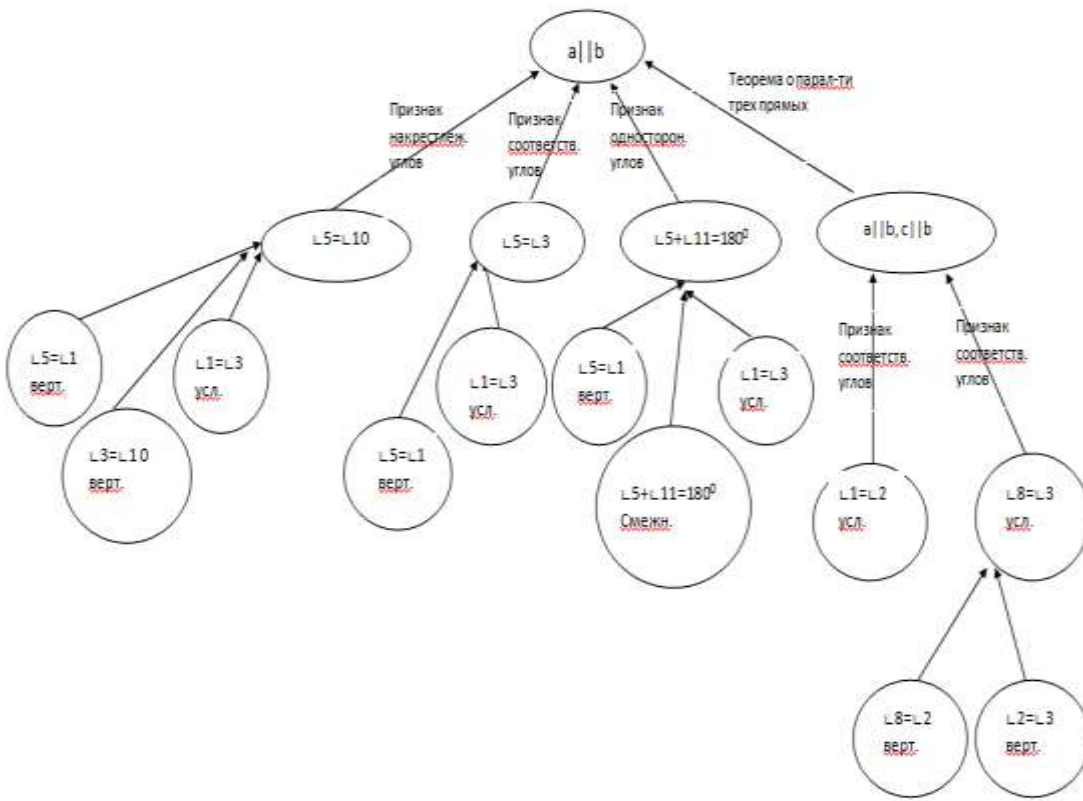 a||b
Теорема о парал-ти
трех прямых
Признак
накрестлеж.
углов
Признак
соответств.
углов
Признак
односторон.
углов
∟5=∟10
∟5=∟3
∟5+∟11=180⁰
a||b,c||b
∟5=∟1
верт.
∟3=∟10
верт.
∟1=∟3
усл.
∟5=∟1
верт.
∟1=∟3
усл.
∟5=∟1
верт.
∟5+∟11=180⁰
Смежн.
∟1=∟3
усл.
Признак
соответств.
углов
Признак
соответств.
углов
∟1=∟2
усл.
∟8=∟3
усл.
∟8=∟2
верт.
∟2=∟3
верт.